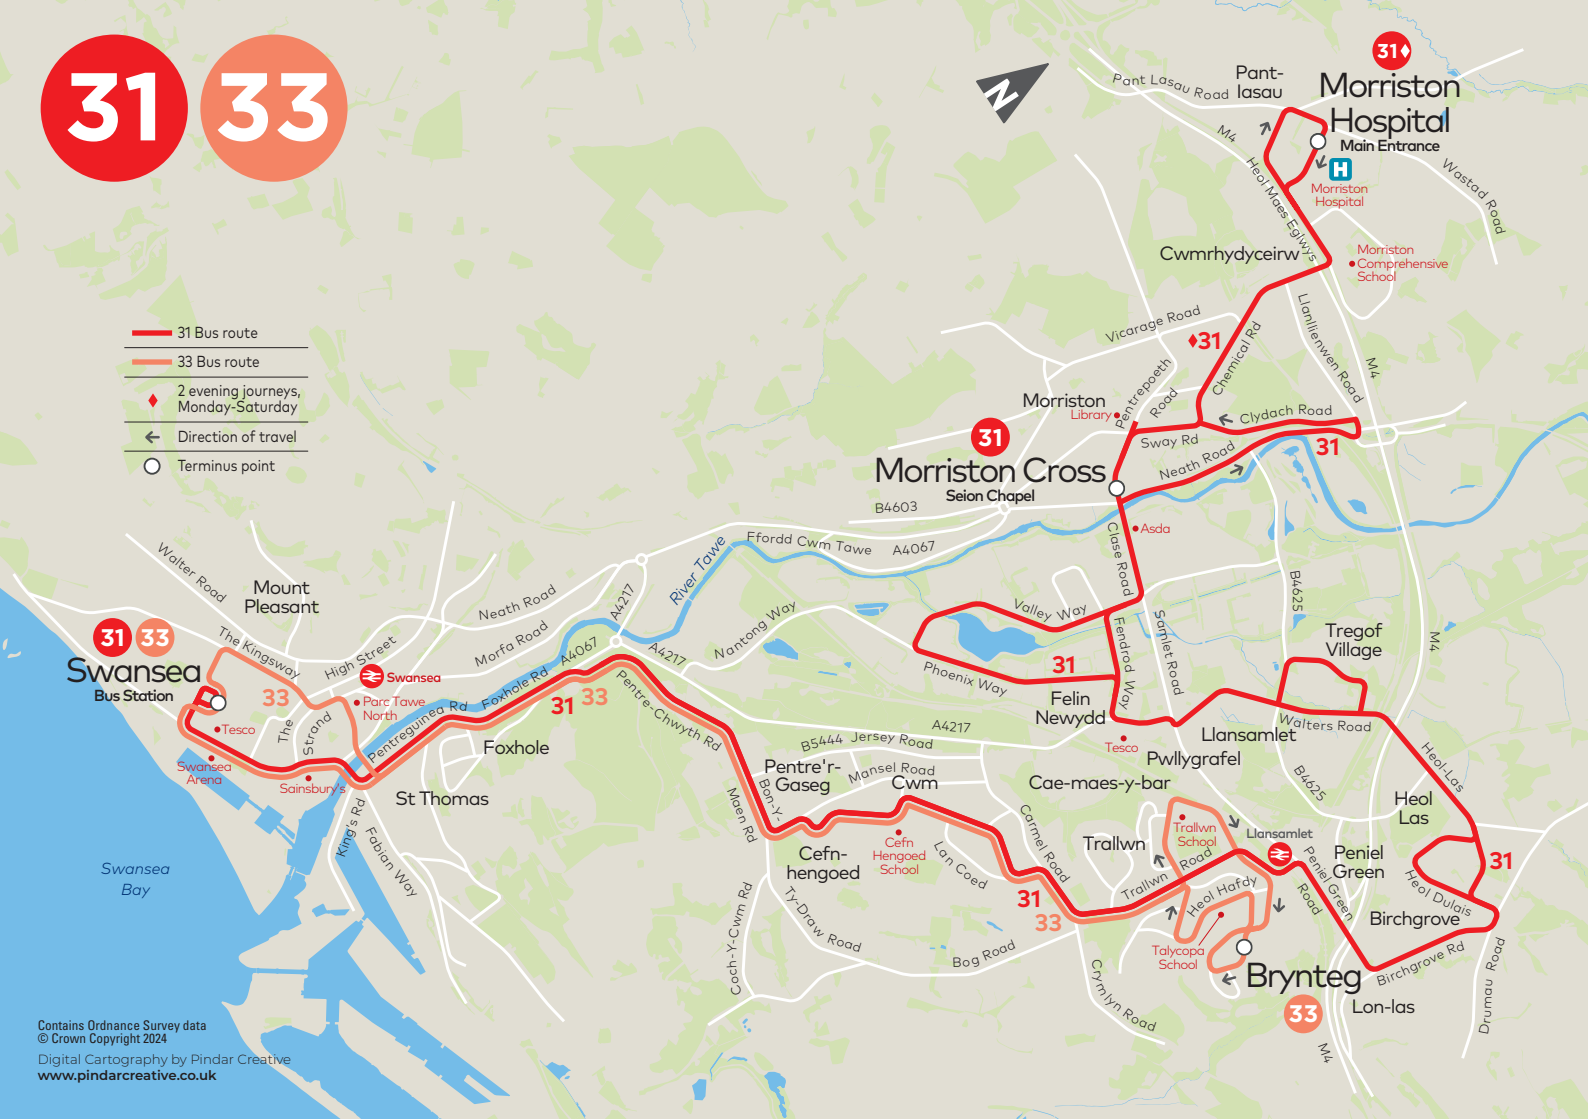 31
33
N
31 Bus route
33 Bus route
2 evening journeys,
Monday-Saturday
Direction of travel
Terminus point
31
Morriston
Hospital
Main Entrance
H
Morriston
Hospital
Pant-
lasau
Pant Lasau Road
M4
Heol Maes Eglwys
Wastad Road
Cwmrhydyceirw
Morriston
Comprehensive
School
Vicarage Road
31
Chemical Rd
Llanllienwen Road
M4
Pentrepoeth
Road
Morriston
Library
Clydach Road
31
Sway Rd
Neath Road
31
Morriston Cross
Seion Chapel
B4603
Asda
Ffordd Cwm Tawe
A4067
Clase Road
River Tawe
Walter Road
Mount
Pleasant
Neath Road
A4217
Morfa Road
A4067
A4217
Nantong Way
Valley Way
Fendrod Way
Samlet Road
B4625
Tregof
Village
M4
31 33
Swansea
Bus Station
The Kingsway
High Street
Swansea
33
Parc Tawe
North
Foxhole Rd
31 33
Pentreguinea Rd
Pentre-Chwyth Rd
Phoenix Way
31
Felin
Newydd
Tesco
The
Strand
Swansea
Arena
Sainsbury's
Foxhole
St Thomas
King's Rd
Fabian Way
A4217
B5444
Jersey Road
Mansel Road
Pentre'r-
Gaseg
Cwm
Bon-Y-
Maen Rd
Tesco
Pwllygrafel
Llansamlet
Walters Road
Heol-Las
B4625
Cae-maes-y-bar
Heol
Las
Cefn-
hengoed
Cefn
Hengoed
School
Lan Coed
Carmel Road
Trallwn
Trallwn
School
Llansamlet
Trallwn
Road
Peniel
Green
Peniel Green
Road
31
Heol Dulais
Heol Hafdy
Birchgrove
31
33
Coch-Y-Cwm Rd
Ty-Draw Road
Bog Road
Talycopa
School
Brynteg
33
Birchgrove Rd
Lon-las
Drumau Road
Crymlyn Road
M4
Swansea
Bay
Contains Ordnance Survey data
© Crown Copyright 2024
Digital Cartography by Pindar Creative
www.pindarcreative.co.uk